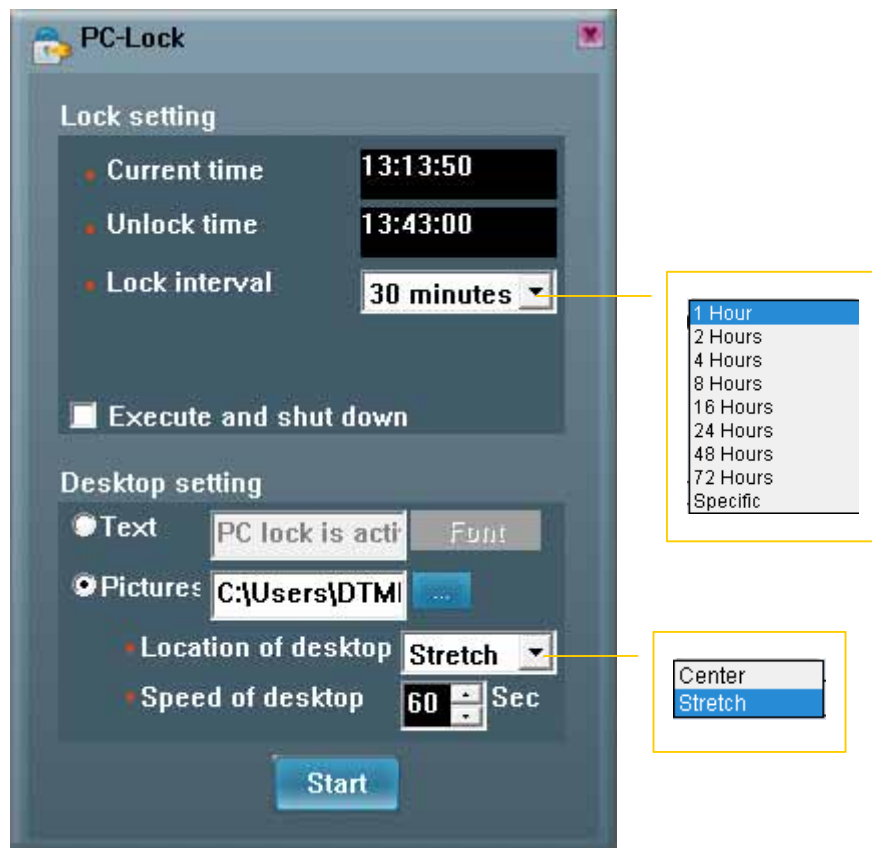 PC-Lock
Lock setting
Current time 13:13:50
Unlock time 13:43:00
Lock interval 30 minutes
1 Hour
2 Hours
4 Hours
8 Hours
16 Hours
24 Hours
48 Hours
72 Hours
Specific
Execute and shut down
Desktop setting
Text PC lock is acti Font
Pictures C:\Users\DTM ...
Location of desktop Stretch
Center
Stretch
Speed of desktop 60 Sec
Start